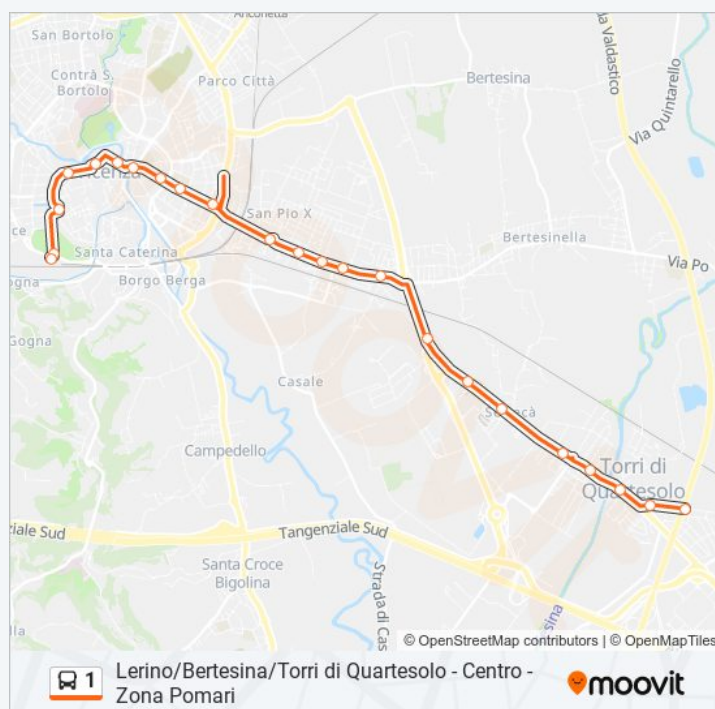 Anconetta
San Bortolo
Contrà S.
Bortolo
Parco Città
Bertesina
Via Quintarello
San Pio X
Bertesinella
Via Po
Santa Caterina
Borgo Berga
Gogna
Casale
Campedello
Torri di
Quartesolo
Tangenziale Sud
Santa Croce
Bigolina
Strada di Cas
© OpenStreetMap contributors | © OpenMapTiles
1
Lerino/Bertesina/Torri di Quartesolo - Centro -
Zona Pomari
moovit